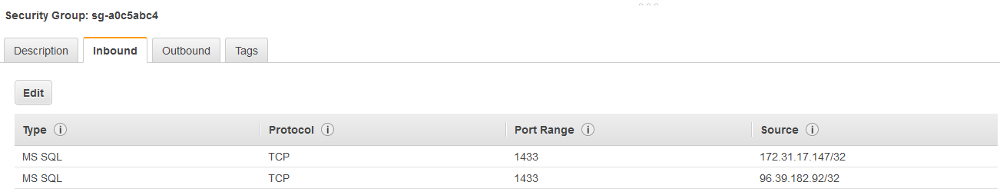 Security Group: sg-a0c5abc4
Description Inbound Outbound Tags
Edit
Type i Protocol i Port Range i Source i
MS SQL TCP 1433 172.31.17.147/32
MS SQL TCP 1433 96.39.182.92/32